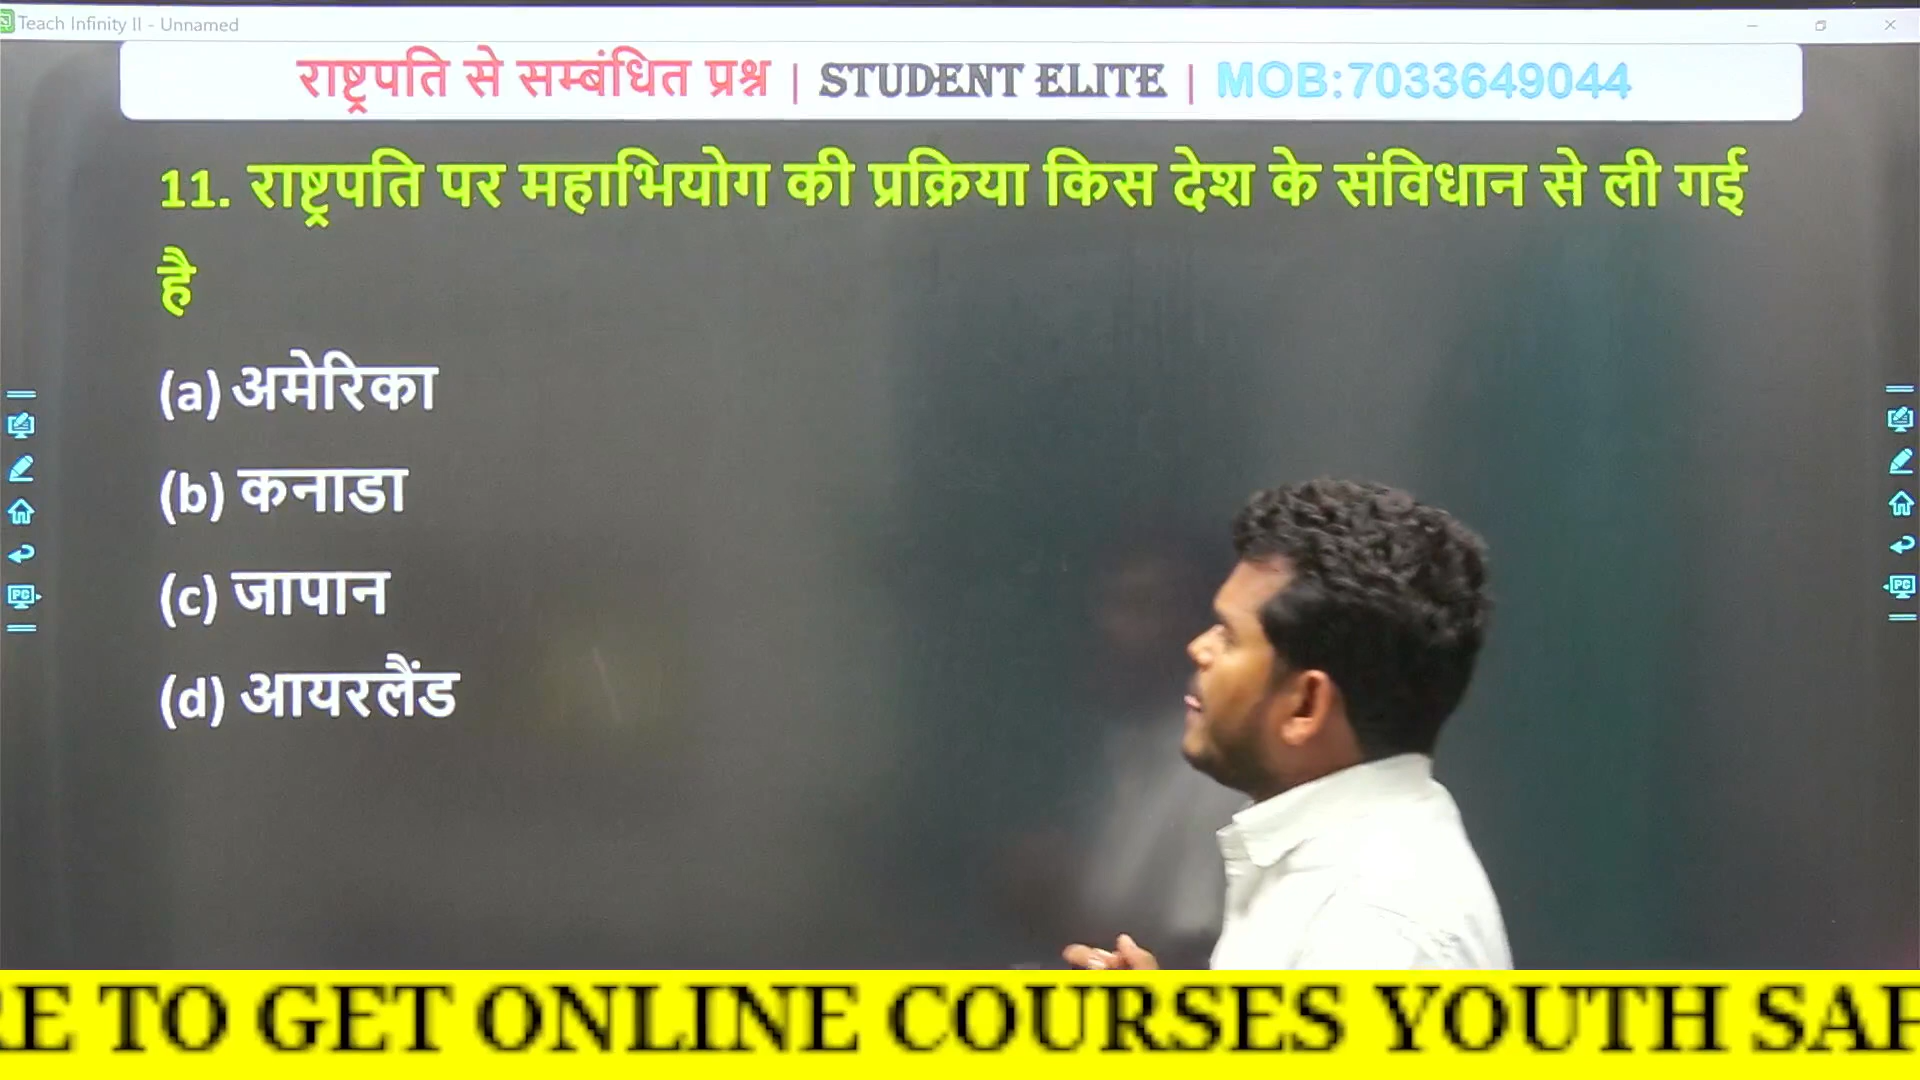 Teach Infinity II - Unnamed
राष्ट्रपति से सम्बंधित प्रश्न | STUDENT ELITE | MOB:7033649044
11. राष्ट्रपति पर महाभियोग की प्रक्रिया किस देश के संविधान से ली गई
है
(a) अमेरिका
(b) कनाडा
(c) जापान
(d) आयरलैंड
TO GET ONLINE COURSES YOUTH